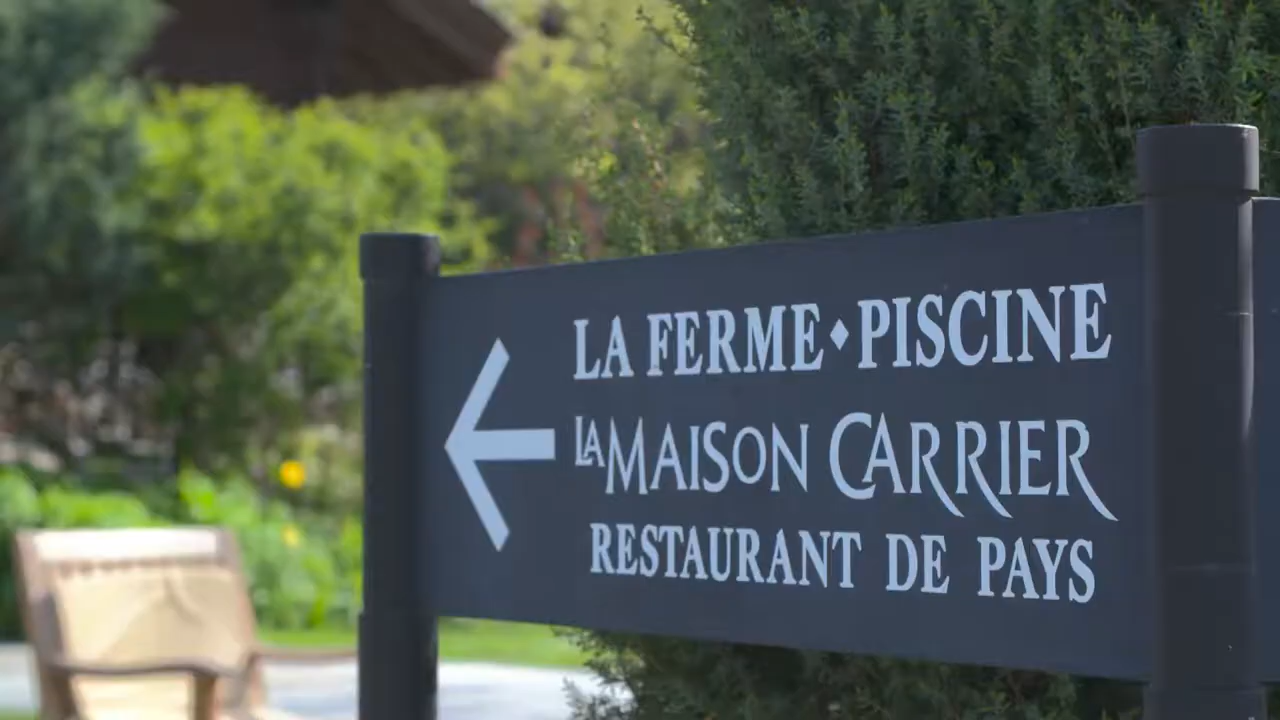 LA FERME♦PISCINE
LA MAISON CARRIER
RESTAURANT DE PAYS